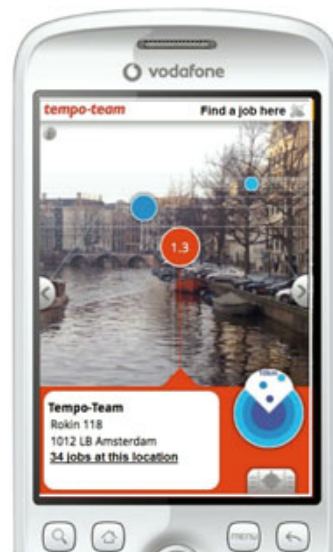 vodafone
tempo-team
Find a job here
1.3
Tempo-Team
Rokin 118
1012 LB Amsterdam
34 jobs at this location
MENU